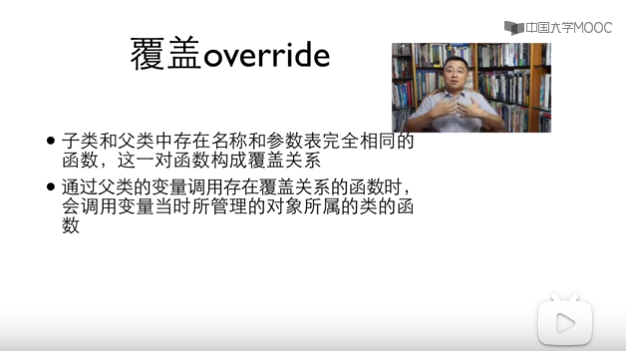 中国大学MOOC
覆盖override
• 子类和父类中存在名称和参数表完全相同的
函数，这一对函数构成覆盖关系
• 通过父类的变量调用存在覆盖关系的函数时，
会调用变量当时所管理的对象所属的类的函
数